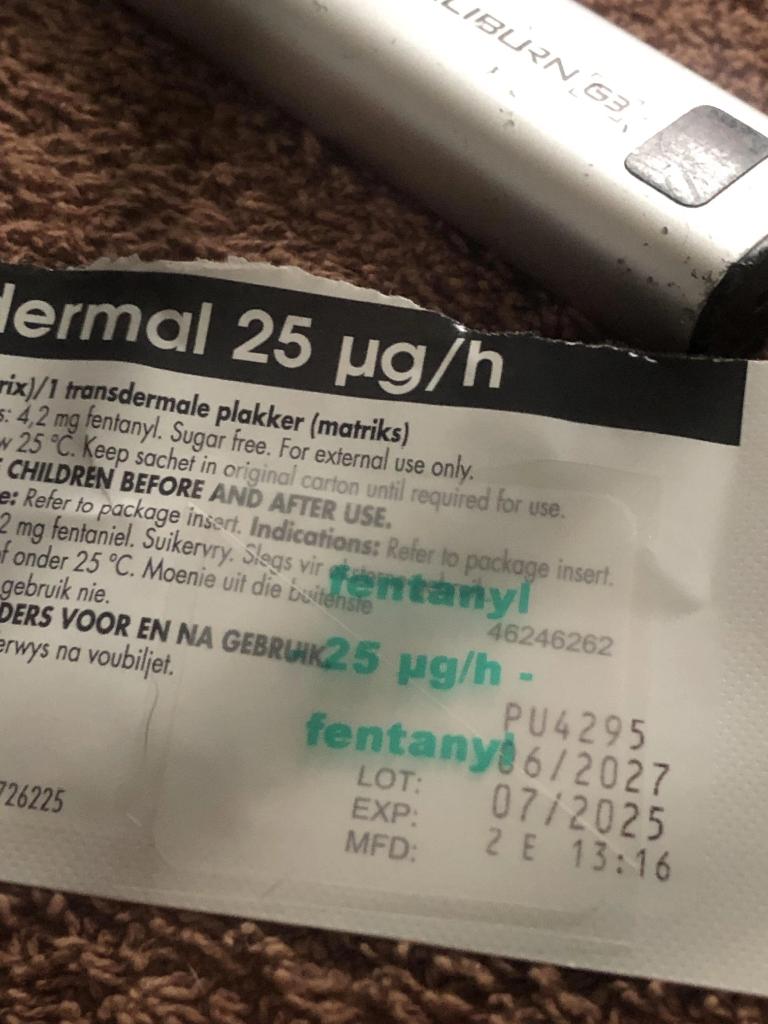 CALIBURN G3
dermal 25 µg/h
rix)/1 transdermale plakker (matriks)
s: 4,2 mg fentanyl. Sugar free. For external use only.
w 25 °C. Keep sachet in original carton until required for use.
CHILDREN BEFORE AND AFTER USE.
e: Refer to package insert. Indications: Refer to package insert.
2 mg fentaniel. Suikervry. Slegs vir
f onder 25 °C. Moenie uit die buitenste
gebruik nie.
DERS VOOR EN NA GEBRUIK.
erwys na voubiljet.
fentanyl
46246262
25 µg/h -
fentanyl
PU4295
LOT: 06/2027
EXP: 07/2025
MFD: 2 E 13:16
726225